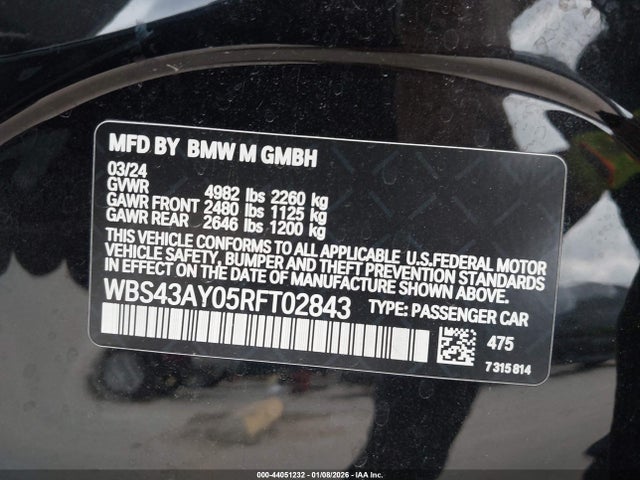 MFD BY BMW M GMBH
03/24
GVWR 4982 lbs 2260 kg
GAWR FRONT 2480 lbs 1125 kg
GAWR REAR 2646 lbs 1200 kg
THIS VEHICLE CONFORMS TO ALL APPLICABLE U.S.FEDERAL MOTOR
VEHICLE SAFETY, BUMPER AND THEFT PREVENTION STANDARDS
IN EFFECT ON THE DATE OF MANUFACTURE SHOWN ABOVE.
WBS43AY05RFT02843 TYPE: PASSENGER CAR
475
7 315 814
000-44051232 - 01/08/2026 - IAA Inc.